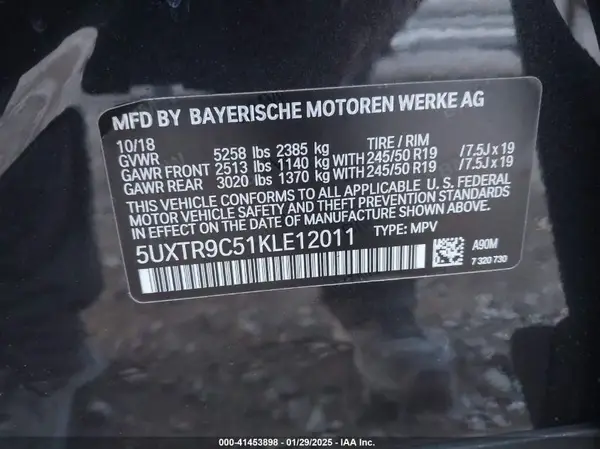 MFD BY BAYERISCHE MOTOREN WERKE AG
10/18 TIRE / RIM
GVWR 5258 lbs 2385 kg
GAWR FRONT 2513 lbs 1140 kg WITH 245/50 R19 /7.5J x 19
GAWR REAR 3020 lbs 1370 kg WITH 245/50 R19 /7.5J x 19
THIS VEHICLE CONFORMS TO ALL APPLICABLE U. S. FEDERAL
MOTOR VEHICLE SAFETY BUMPER AND THEFT PREVENTION STANDARDS
IN EFFECT ON THE DATE OF MANUFACTURE SHOWN ABOVE.
5UXTR9C51KLE12011 TYPE: MPV
A90M
7 320 730
000-41453898 - 01/29/2025 - IAA Inc.